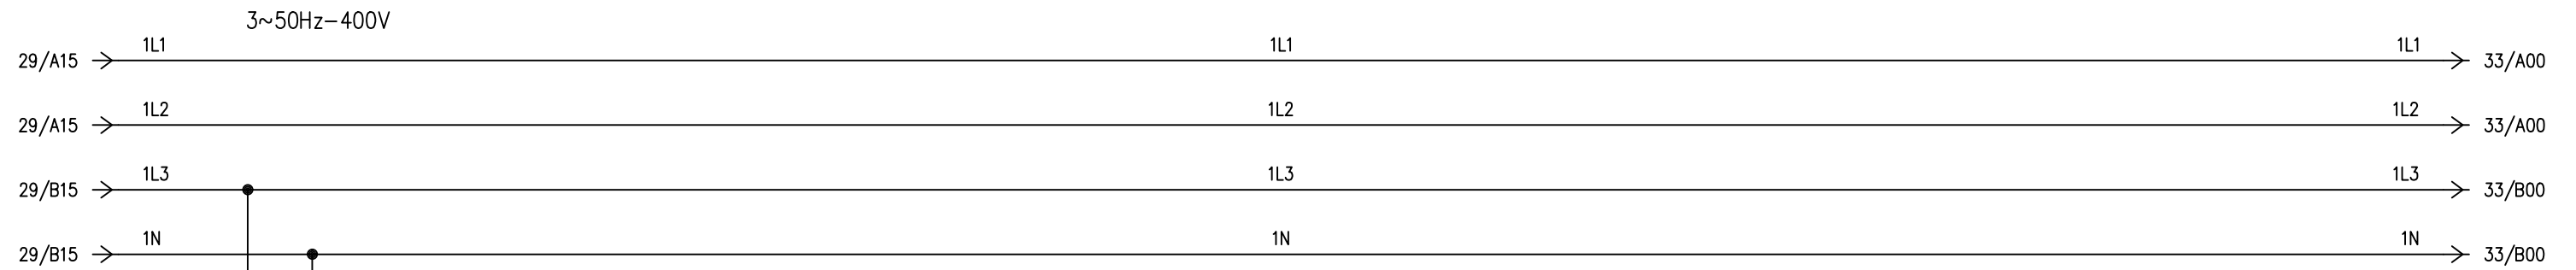 3~50Hz-400V
1L1 1L1 1L1
29/A15 33/A00
1L2 1L2 1L2
29/A15 33/A00
1L3 1L3 1L3
29/B15 33/B00
1N 1N 1N
29/B15 33/B00